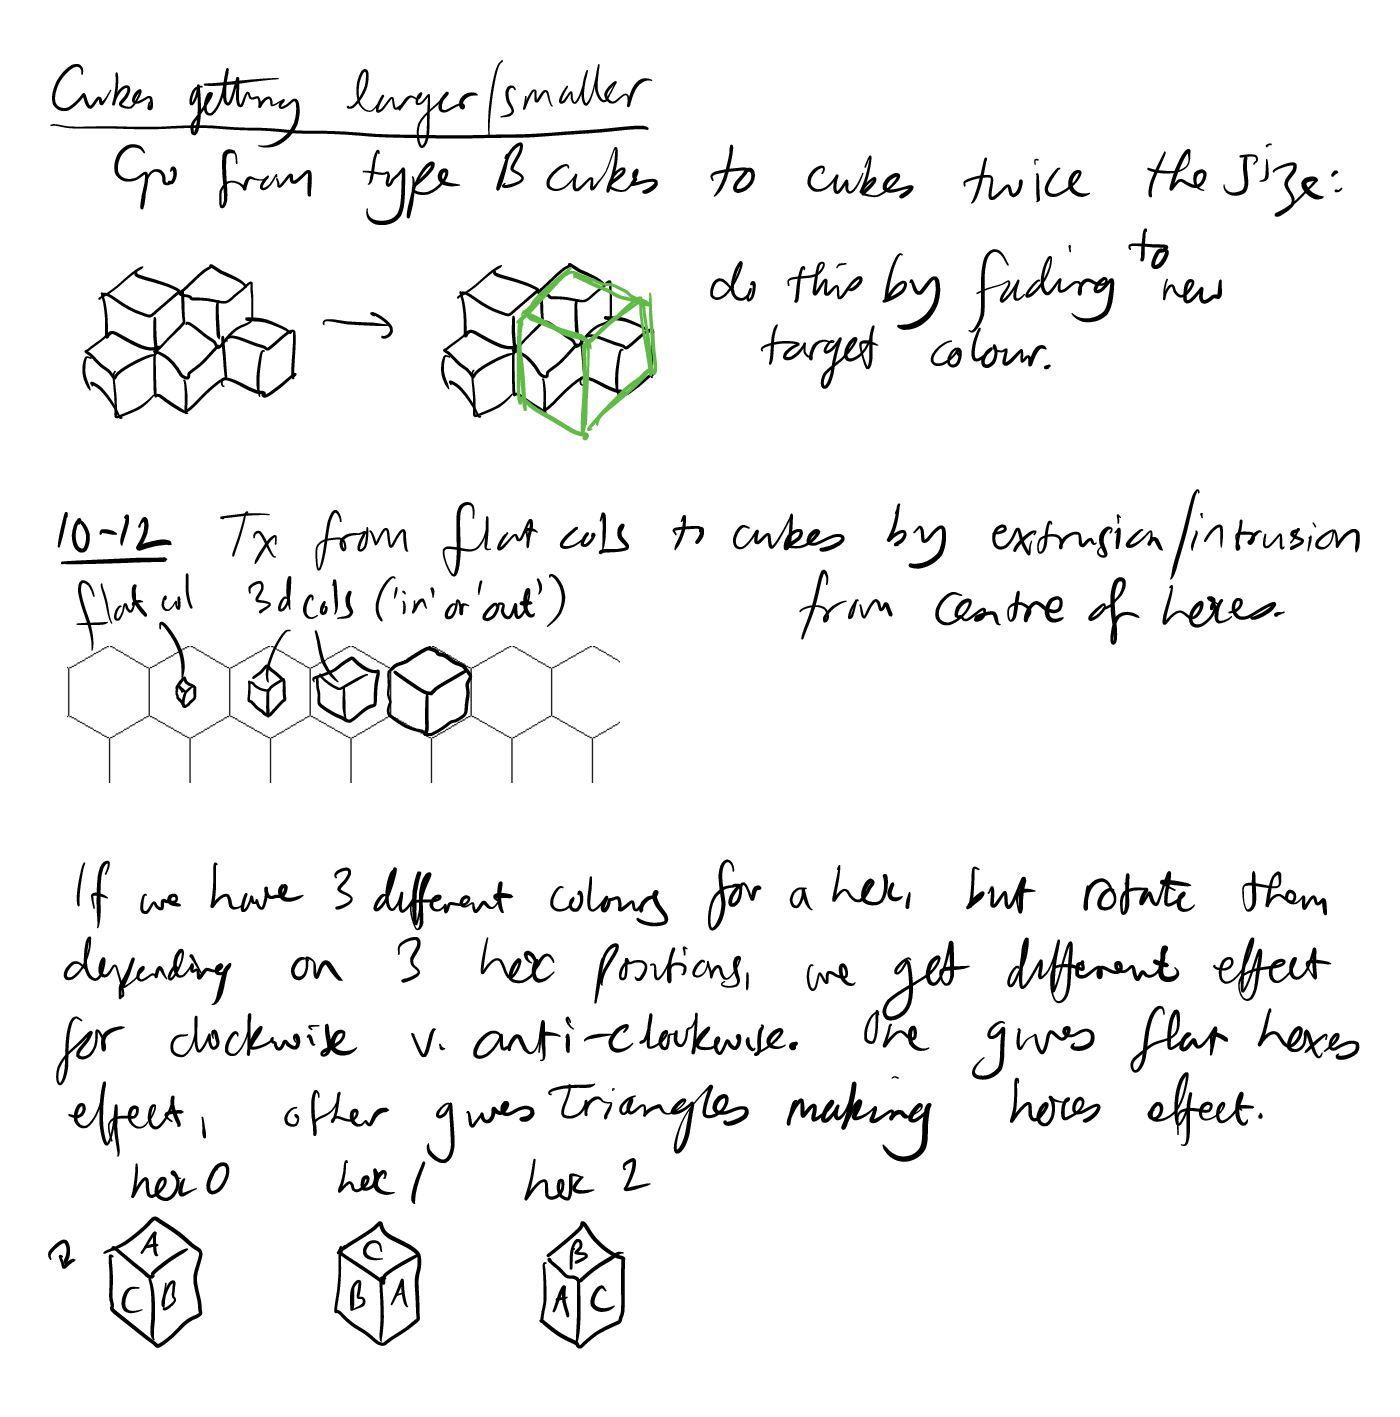 Cubes getting larger/smaller
Go from type B cubes to cubes twice the size:
do this by fading to new
target colour.
10-12 Tx from flat cols to cubes by extrusion/intrusion
from centre of hexes.
flat col 3d cols ('in' or 'out')
If we have 3 different colours for a hex, but rotate them
depending on 3 hex positions, we get different effect
for clockwise v. anti-clockwise. One gives flat hexes
effect, other gives triangles making hexes effect.
hex 0 hex 1 hex 2
A C B
C B B A A C